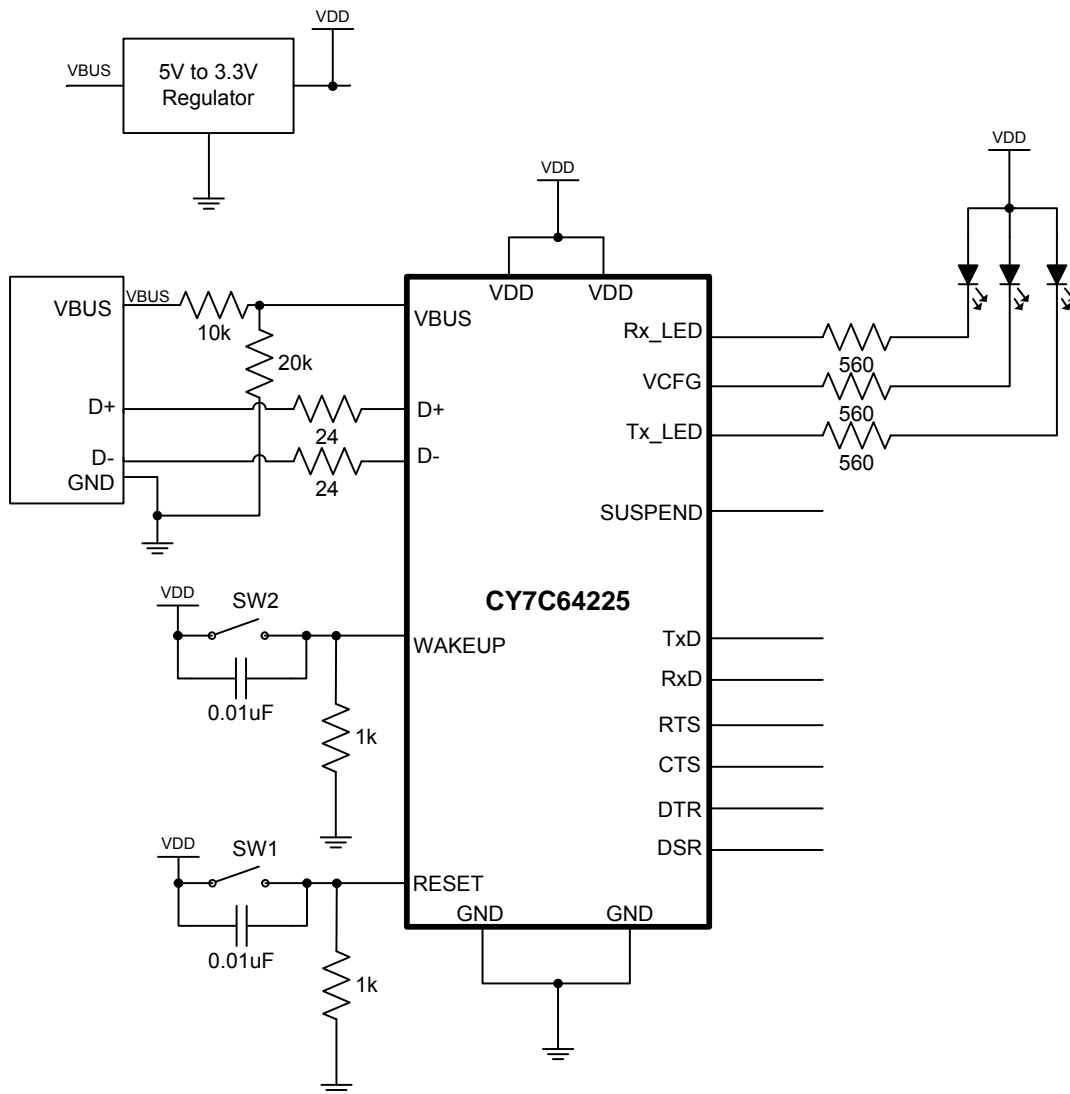 VDD
VBUS
5V to 3.3V
Regulator
VDD
VDD
VDD VDD
VBUS
VBUS
10k
20k
VBUS
D+
24
D+
D-
24
D-
GND
Rx_LED
560
VCFG
560
Tx_LED
560
SUSPEND
CY7C64225
VDD
SW2
WAKEUP
0.01uF
1k
TxD
RxD
RTS
CTS
DTR
DSR
VDD
SW1
RESET
0.01uF
1k
GND GND